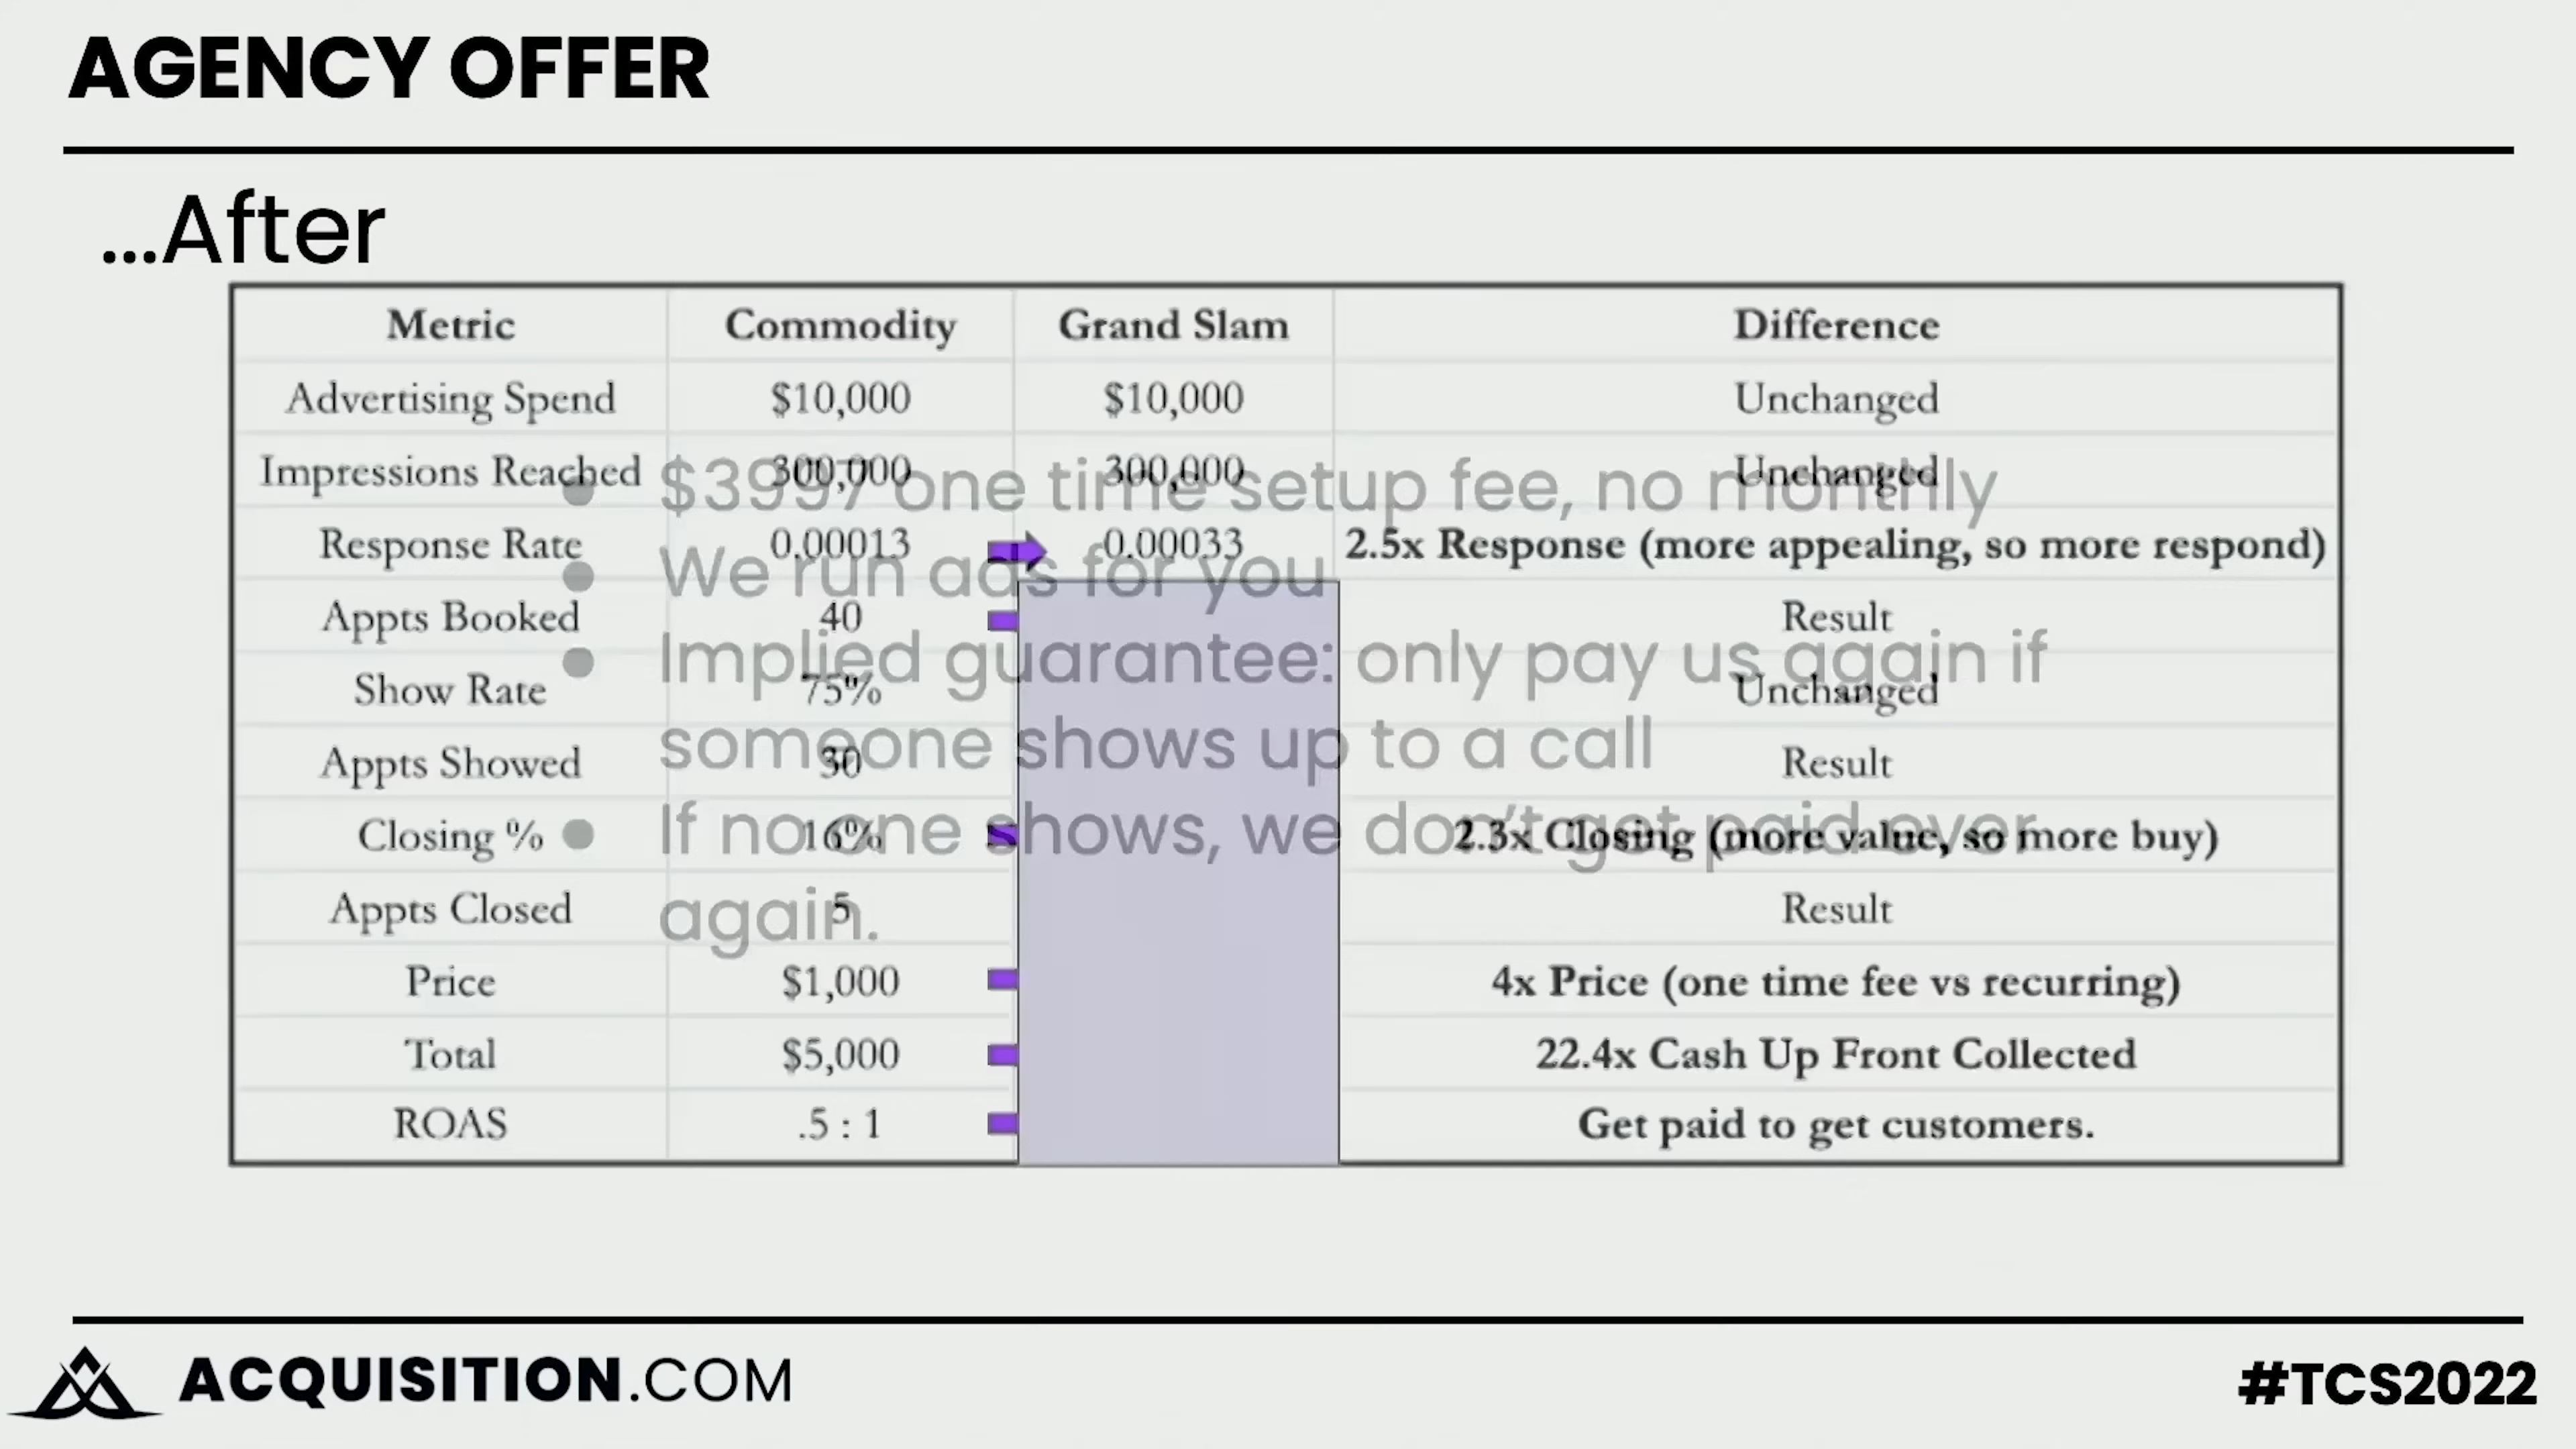 AGENCY OFFER
...After
Metric Commodity Grand Slam Difference
Advertising Spend $10,000 $10,000 Unchanged
Impressions Reached 300,000 300,000 Unchanged
Response Rate 0.00013 0.00033 2.5x Response (more appealing, so more respond)
Appts Booked 40 Result
Show Rate 75% Unchanged
Appts Showed 30 Result
Closing % 16% 2.3x Closing (more value, so more buy)
Appts Closed 5 Result
Price $1,000 4x Price (one time fee vs recurring)
Total $5,000 22.4x Cash Up Front Collected
ROAS .5 : 1 Get paid to get customers.
• $3997 one time setup fee, no monthly
• We run ads for you
• Implied guarantee: only pay us again if
someone shows up to a call
• If no one shows, we don't get paid ever
again.
ACQUISITION.COM
#TCS2022